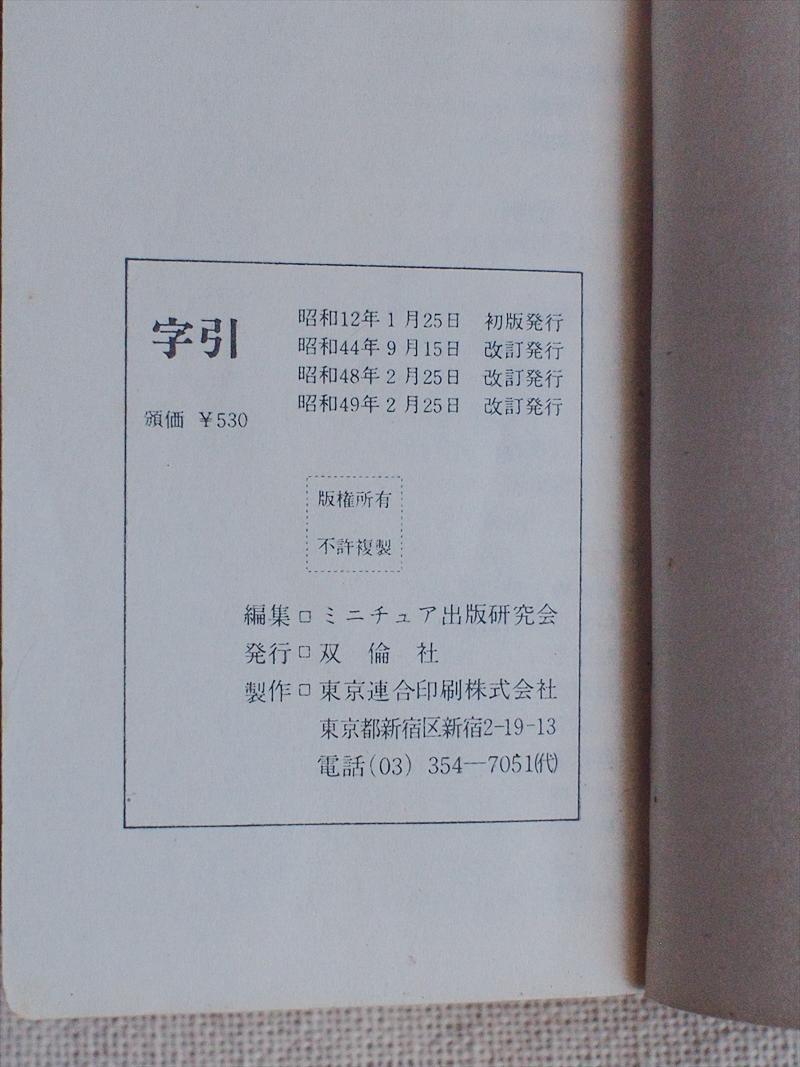 字引
頒価 ￥530
昭和12年1月25日 初版発行
昭和44年9月15日 改訂発行
昭和48年2月25日 改訂発行
昭和49年2月25日 改訂発行
版権所有
不許複製
編集□ミニチュア出版研究会
発行□双倫社
製作□東京連合印刷株式会社
東京都新宿区新宿2-19-13
電話(03) 354―7051(代)